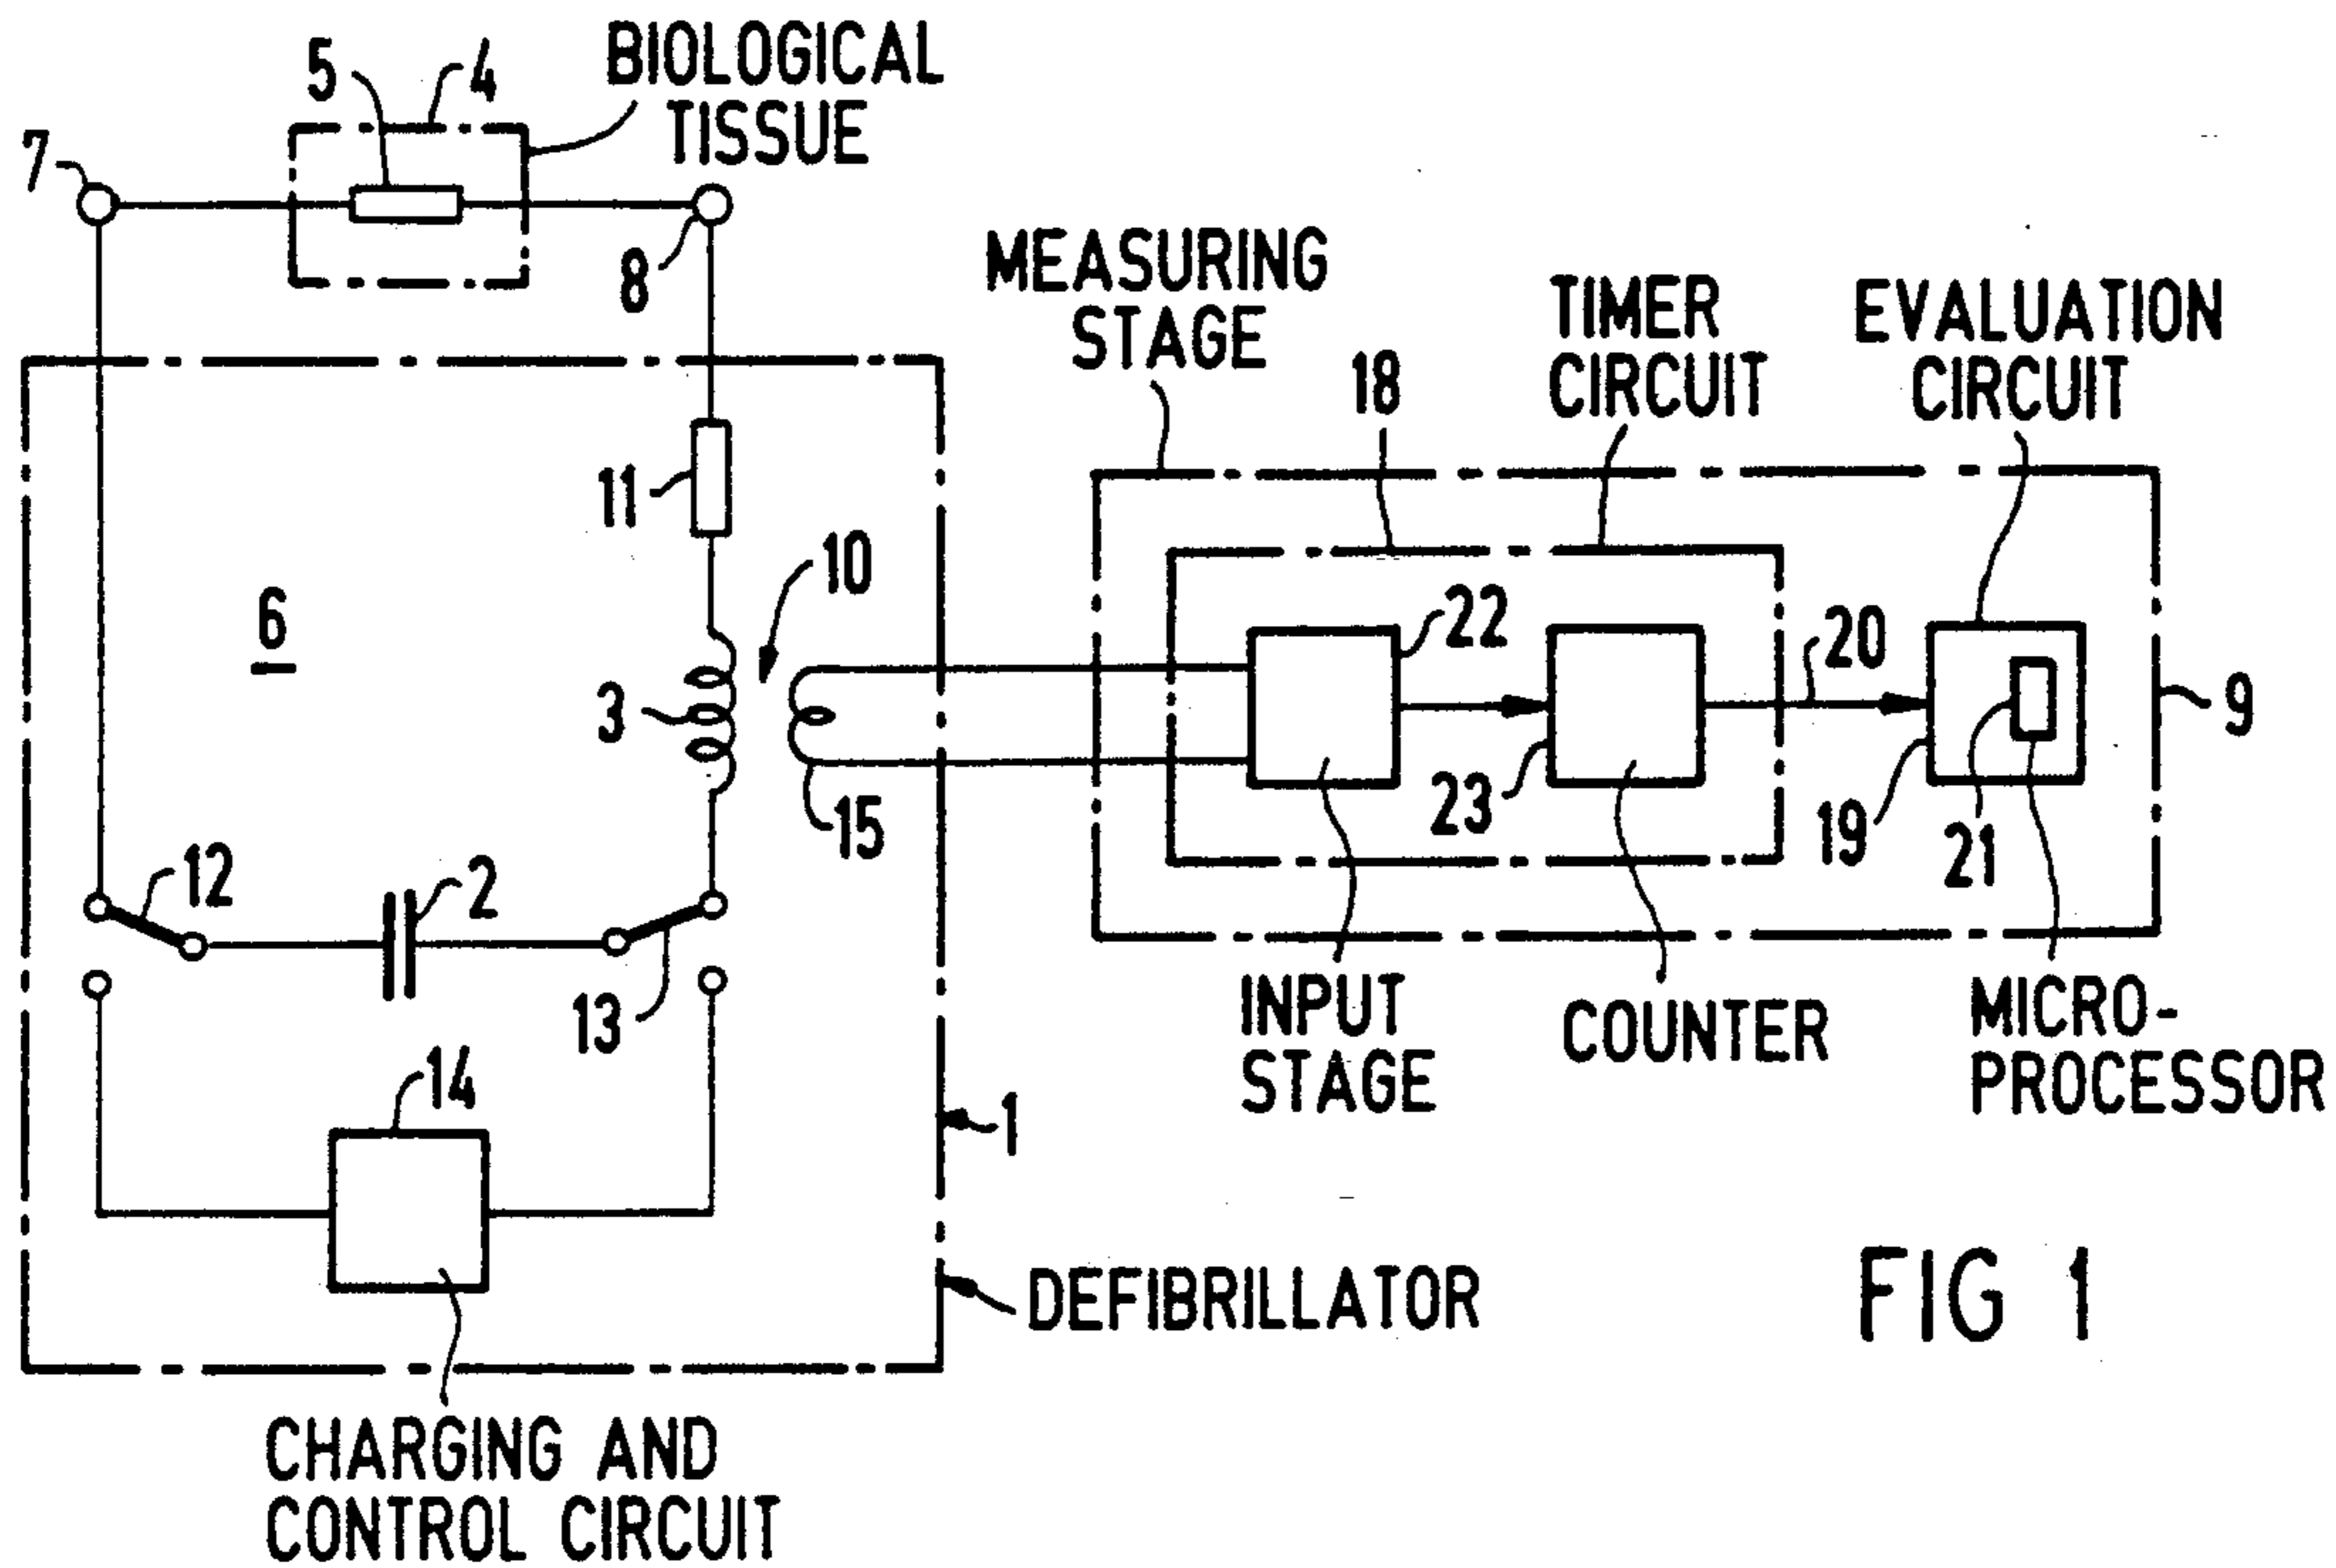 BIOLOGICAL
TISSUE
5
4
7
8
MEASURING
STAGE
18
TIMER
CIRCUIT
EVALUATION
CIRCUIT
11
10
6
3
15
22
23
20
19
21
9
12
2
13
14
1
INPUT
STAGE
COUNTER
MICRO-
PROCESSOR
DEFIBRILLATOR
CHARGING AND
CONTROL CIRCUIT
FIG 1